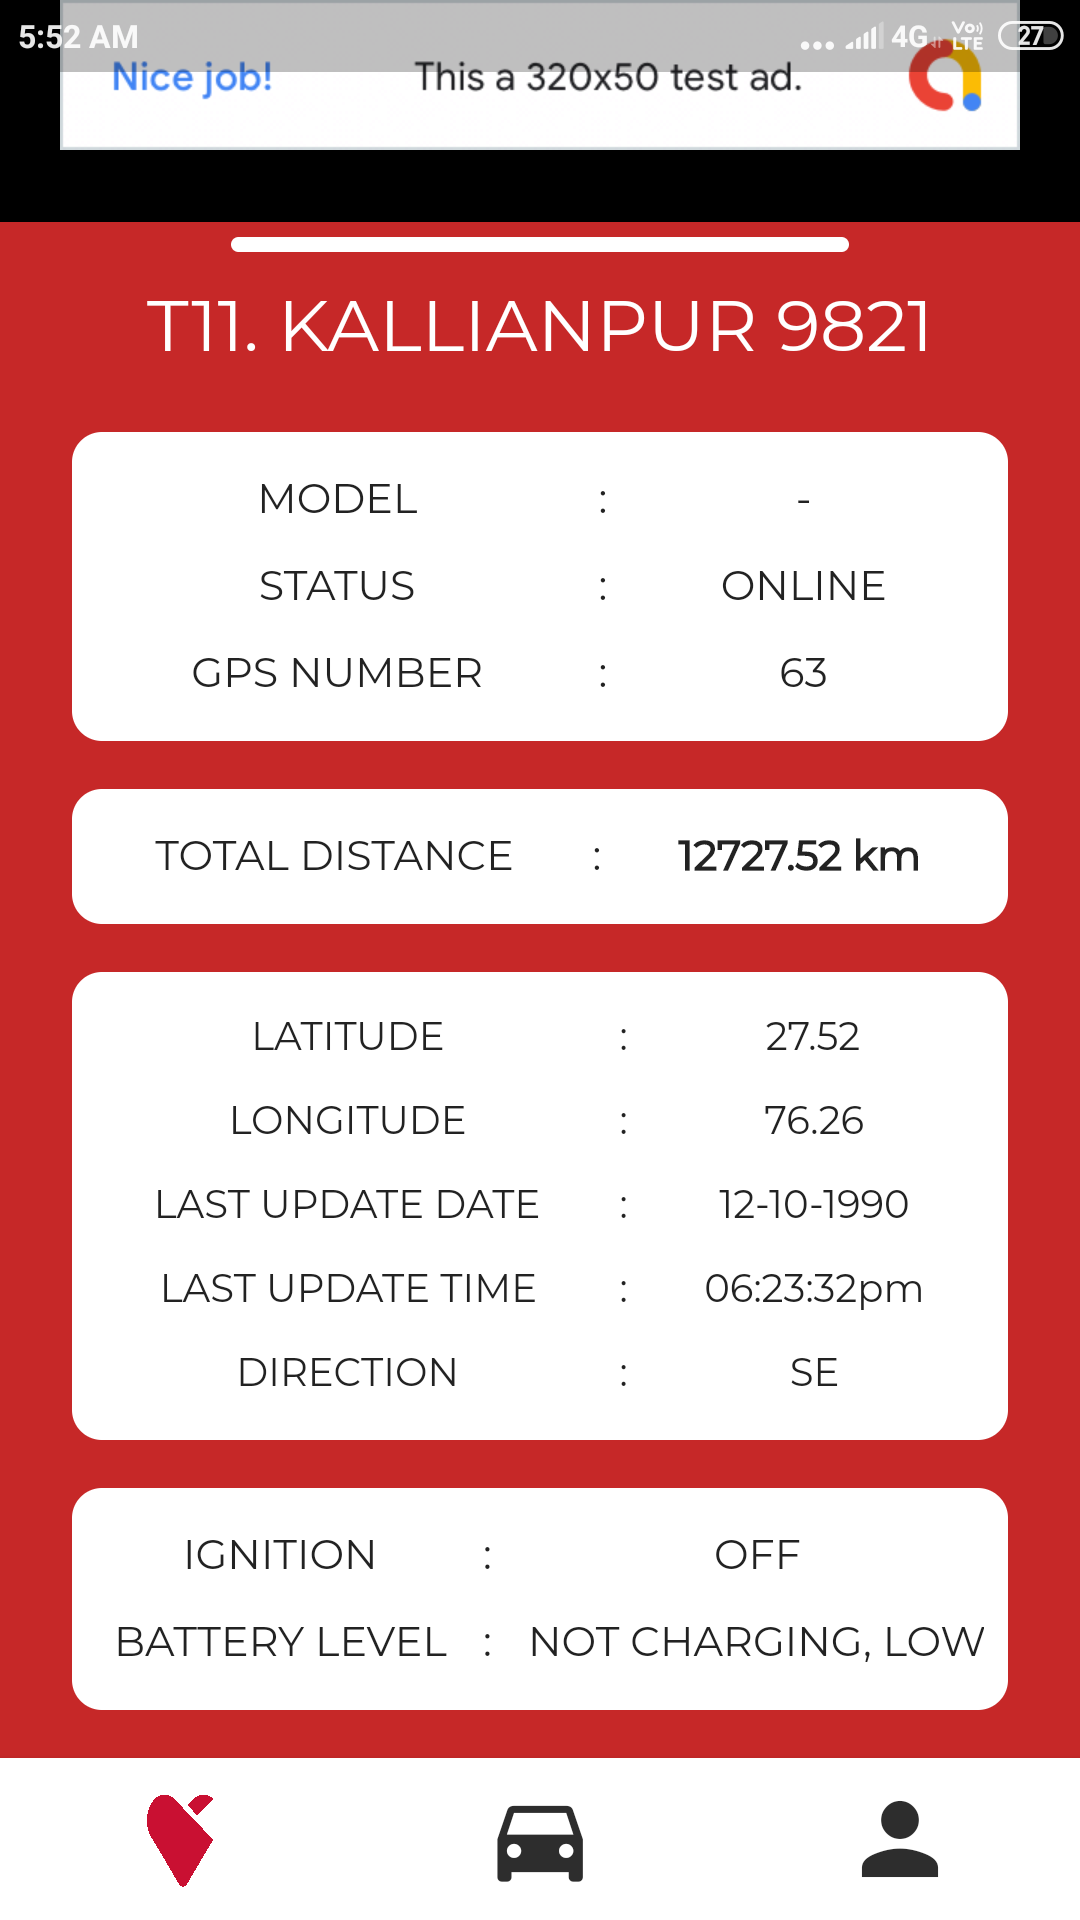 5:52 AM 4G VoLTE 27
Nice job! This a 320x50 test ad.
T11. KALLIANPUR 9821
MODEL : -
STATUS : ONLINE
GPS NUMBER : 63
TOTAL DISTANCE : 12727.52 km
LATITUDE : 27.52
LONGITUDE : 76.26
LAST UPDATE DATE : 12-10-1990
LAST UPDATE TIME : 06:23:32pm
DIRECTION : SE
IGNITION : OFF
BATTERY LEVEL : NOT CHARGING, LOW